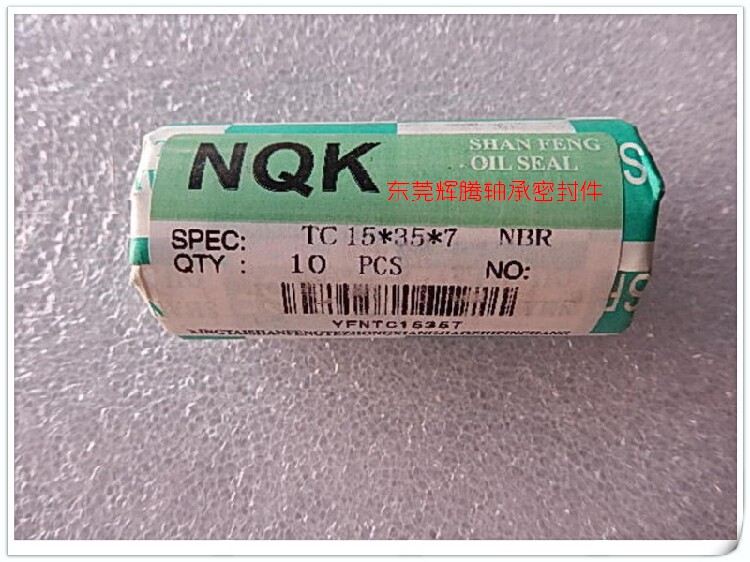 NQK
SHAN FENG
OIL SEAL
东莞辉腾轴承密封件
SPEC: TC 15*35*7 NBR
QTY : 10 PCS NO:
YFNTC15357